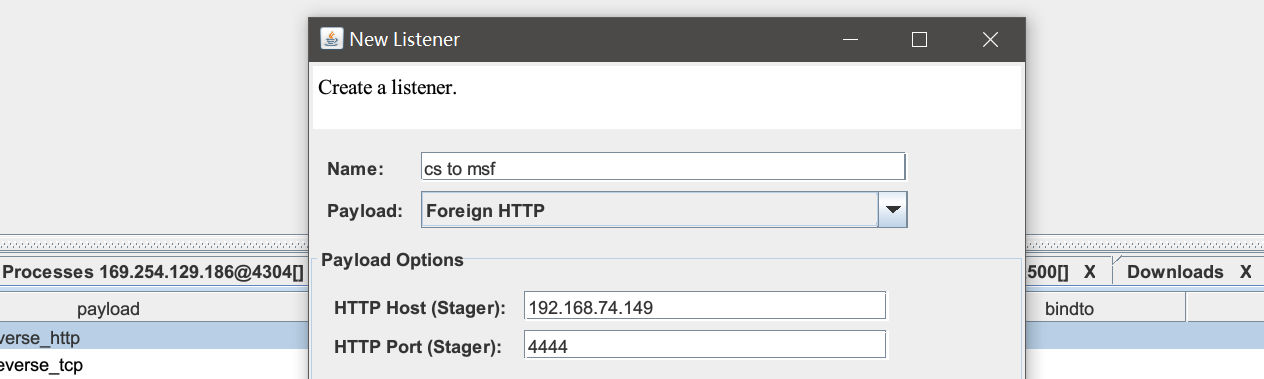 New Listener
Create a listener.
Name: cs to msf
Payload: Foreign HTTP
Payload Options
Processes 169.254.129.186@4304[] 500[] X Downloads X
HTTP Host (Stager): 192.168.74.149
payload bindto
HTTP Port (Stager): 4444
verse_http
everse_tcp